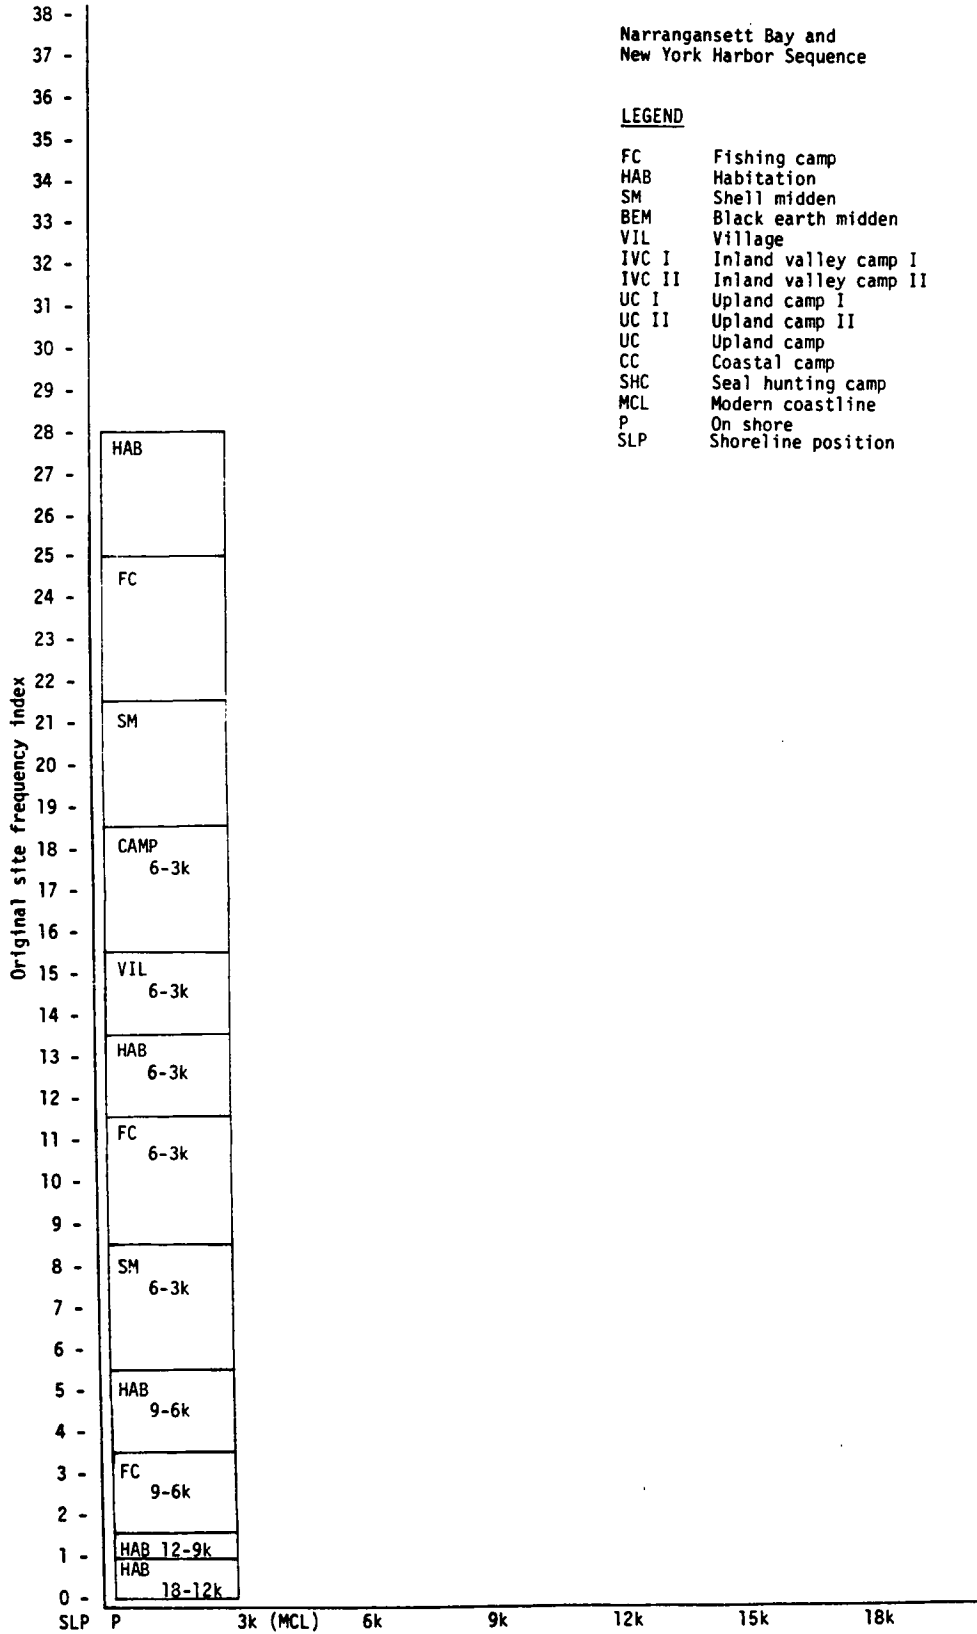 38 -
37 -
36 -
35 -
34 -
33 -
32 -
31 -
30 -
29 -
28 -
27 -
26 -
25 -
24 -
23 -
22 -
21 -
20 -
19 -
18 -
17 -
16 -
15 -
14 -
13 -
12 -
11 -
10 -
9 -
8 -
7 -
6 -
5 -
4 -
3 -
2 -
1 -
0 -
Original site frequency index
Narrangansett Bay and
New York Harbor Sequence
LEGEND
FC Fishing camp
HAB Habitation
SM Shell midden
BEM Black earth midden
VIL Village
IVC I Inland valley camp I
IVC II Inland valley camp II
UC I Upland camp I
UC II Upland camp II
UC Upland camp
CC Coastal camp
SHC Seal hunting camp
MCL Modern coastline
P On shore
SLP Shoreline position
HAB
FC
SM
CAMP
6-3k
VIL
6-3k
HAB
6-3k
FC
6-3k
SM
6-3k
HAB
9-6k
FC
9-6k
HAB 12-9k
HAB
18-12k
SLP P 3k (MCL) 6k 9k 12k 15k 18k